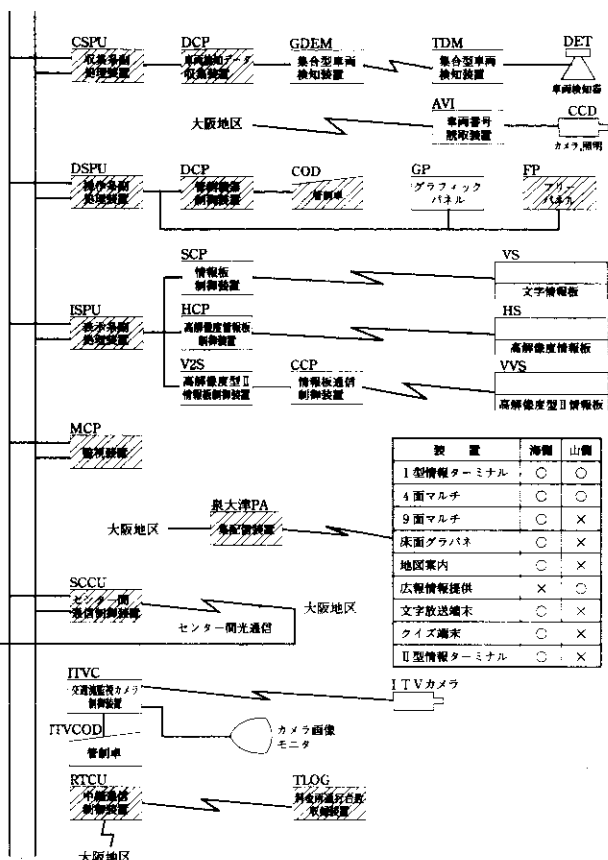 CSPU
収集系副
処理装置
DCP
車両検知データ
収集装置
GDEM
集合型車両
検知装置
TDM
集合型車両
検知装置
DET
車両検知器
大阪地区
AVI
車両番号
読取装置
CCD
カメラ,照明
DSPU
操作系副
処理装置
DCP
管制操作
制御装置
COD
管制卓
GP
グラフィック
パネル
FP
フリー
パネル
SCP
情報板
制御装置
VS
文字情報板
ISPU
表示系副
処理装置
HCP
高解像度情報板
制御装置
HS
高解像度情報板
V2S
高解像度型Ⅱ
情報板制御装置
CCP
情報板通信
制御装置
VVS
高解像度型Ⅱ情報板
MCP
監視装置
装 置 海側 山側
Ⅰ型情報ターミナル ○ ○
4面マルチ ○ ○
9面マルチ ○ ×
床面グラパネ ○ ×
地図案内 ○ ×
広報情報提供 × ○
文字放送端末 ○ ×
クイズ端末 ○ ×
Ⅱ型情報ターミナル ○ ×
泉大津PA
大阪地区
集配信装置
SCCU
センター間
通信制御装置
大阪地区
センター間光通信
ITVC
交通流監視カメラ
制御装置
ITVカメラ
ITVCOD
管制卓
カメラ画像
モニタ
RTCU
中継通信
制御装置
TLOG
料金所通行台数
収録装置
大阪地区